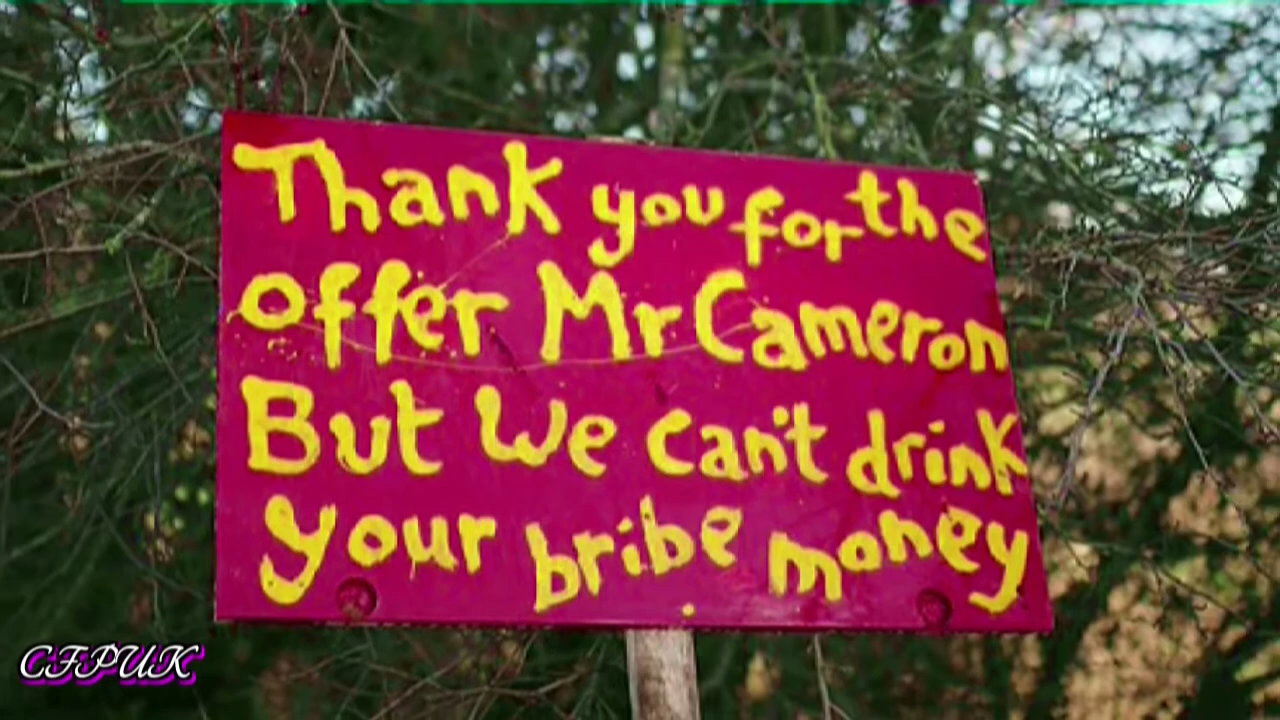 Thank you for the
offer Mr Cameron
But We can't drink
your bribe money
CFPUK